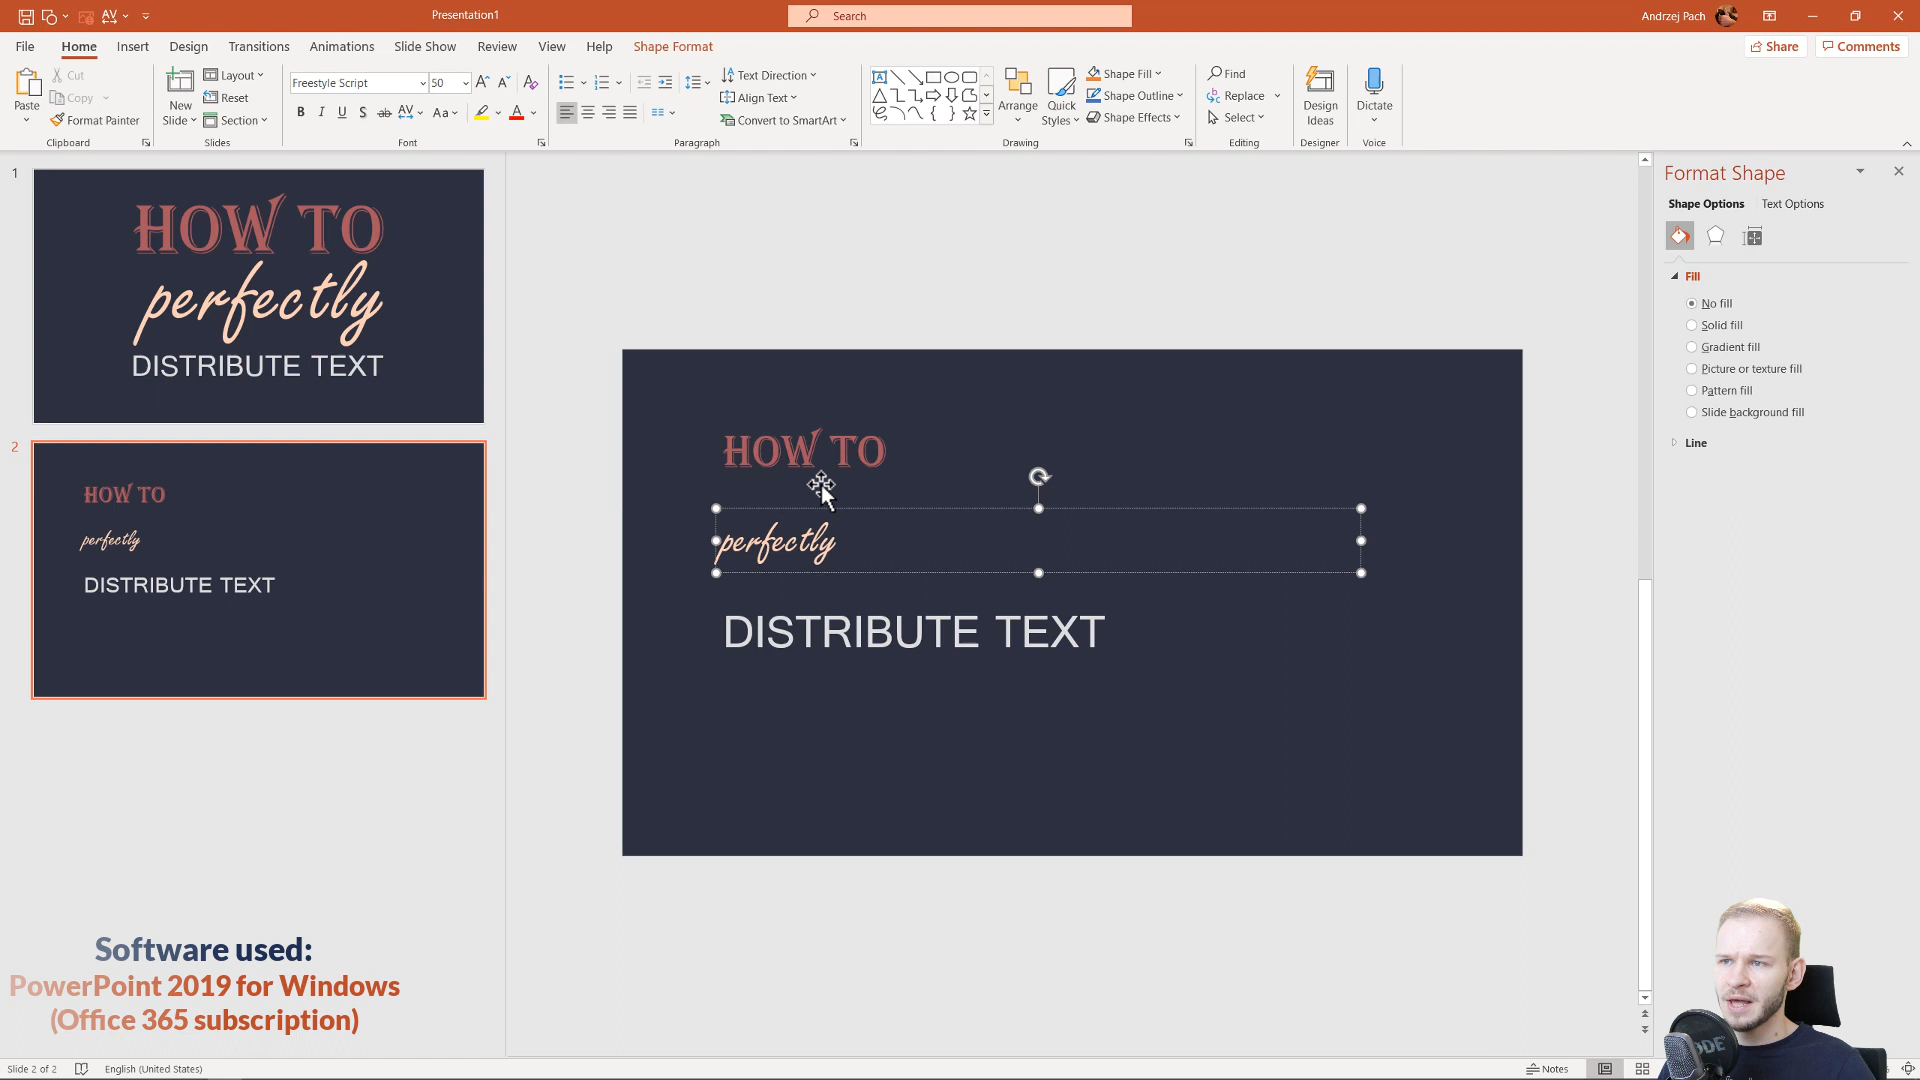 Presentation1
Search
Andrzej Pach
File Home Insert Design Transitions Animations Slide Show Review View Help Shape Format
Share Comments
Paste
Cut
Copy
Format Painter
Clipboard
New Slide
Layout
Reset
Section
Slides
Freestyle Script 50
B I U S ab AV Aa A
Font
Text Direction
Align Text
Convert to SmartArt
Paragraph
Arrange
Quick Styles
Shape Fill
Shape Outline
Shape Effects
Drawing
Find
Replace
Select
Editing
Design Ideas
Designer
Dictate
Voice
1
HOW TO
perfectly
DISTRIBUTE TEXT
2
HOW TO
perfectly
DISTRIBUTE TEXT
HOW TO
perfectly
DISTRIBUTE TEXT
Format Shape
Shape Options Text Options
Fill
No fill
Solid fill
Gradient fill
Picture or texture fill
Pattern fill
Slide background fill
Line
Software used:
PowerPoint 2019 for Windows
(Office 365 subscription)
Slide 2 of 2 English (United States) Notes